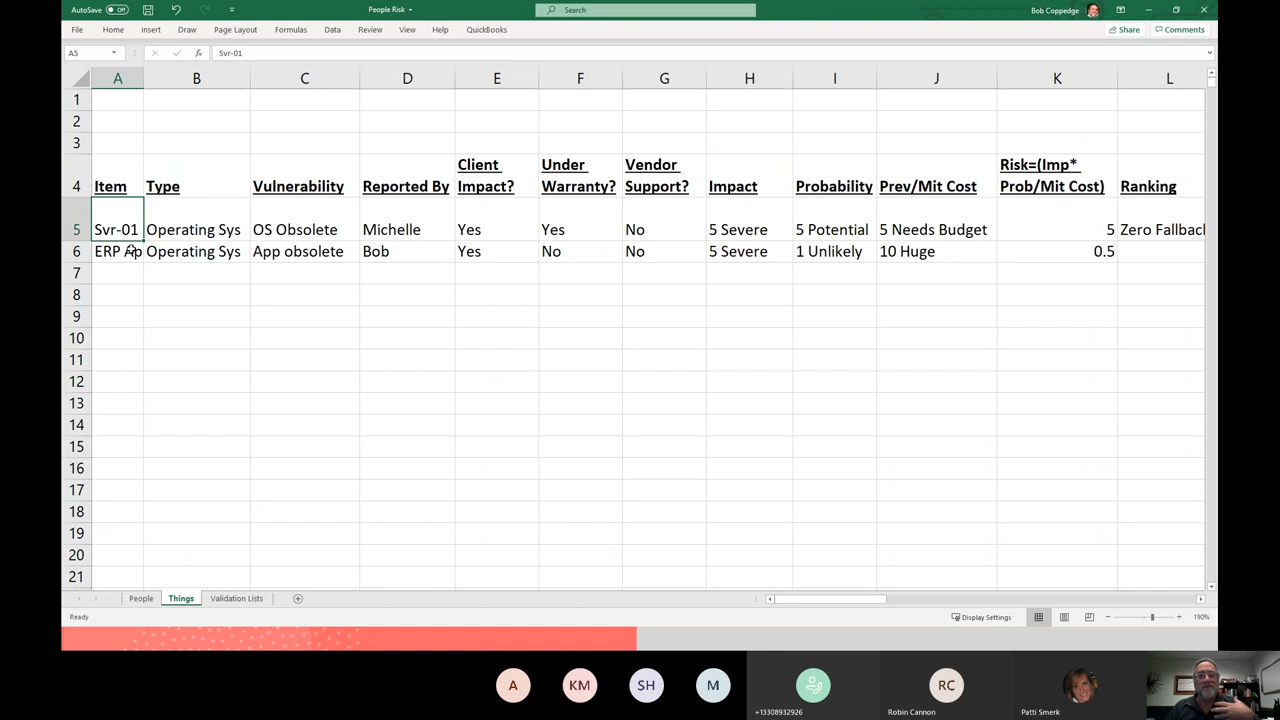 AutoSave Off People Risk Search Bob Coppedge
File Home Insert Draw Page Layout Formulas Data Review View Help QuickBooks Share Comments
A5 fx Svr-01
A B C D E F G H I J K L
1
2
3
4 Item Type Vulnerability Reported By Client Impact? Under Warranty? Vendor Support? Impact Probability Prev/Mit Cost Risk=(Imp* Prob/Mit Cost) Ranking
5 Svr-01 Operating Sys OS Obsolete Michelle Yes Yes No 5 Severe 5 Potential 5 Needs Budget 5 Zero Fallback
6 ERP Ap Operating Sys App obsolete Bob Yes No No 5 Severe 1 Unlikely 10 Huge 0.5
7
8
9
10
11
12
13
14
15
16
17
18
19
20
21
People Things Validation Lists
Ready Display Settings 190%
A KM SH M RC
+13308932926 Robin Cannon Patti Smerk